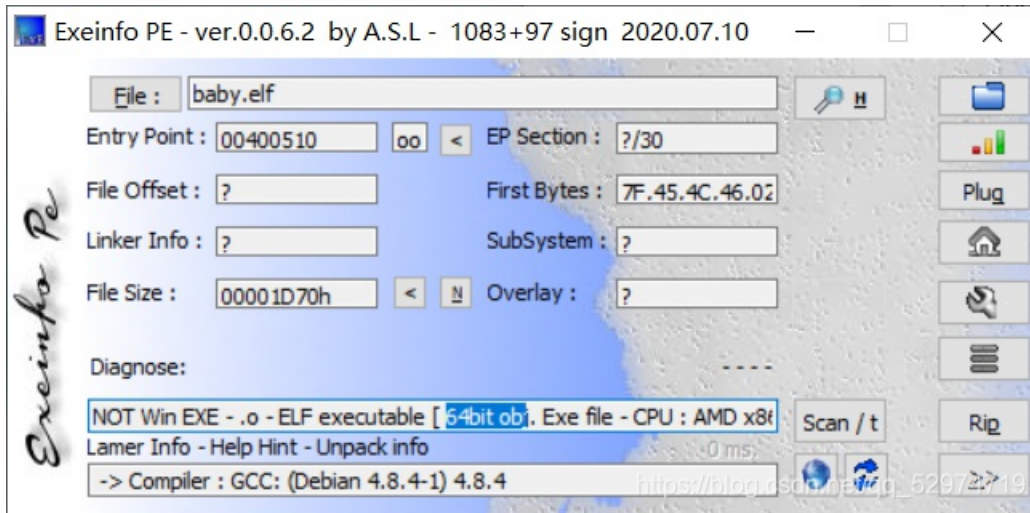 Exeinfo PE - ver.0.0.6.2 by A.S.L - 1083+97 sign 2020.07.10
Exeinfo Pe
File : baby.elf H
Entry Point : 00400510 oo < EP Section : ?/30
File Offset : ? First Bytes : 7F.45.4C.46.02 Plug
Linker Info : ? SubSystem : ?
File Size : 00001D70h < N Overlay : ?
Diagnose: - - - -
NOT Win EXE - .o - ELF executable [ 64bit obj. Exe file - CPU : AMD x86 Scan / t Rip
Lamer Info - Help Hint - Unpack info 0 ms.
-> Compiler : GCC: (Debian 4.8.4-1) 4.8.4 >>